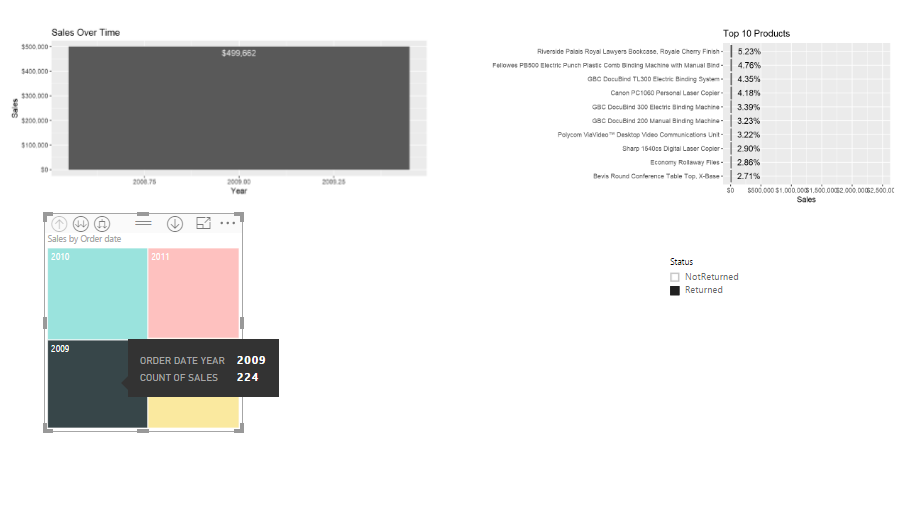 Sales Over Time
$500,000
$400,000
$300,000
$200,000
$100,000
$0
$499,662
Sales
2008.75
2009.00
2009.25
Year
Top 10 Products
Riverside Palais Royal Lawyers Bookcase, Royale Cherry Finish
5.23%
Fellowes PB500 Electric Punch Plastic Comb Binding Machine with Manual Bind
4.76%
GBC DocuBind TL300 Electric Binding System
4.35%
Canon PC1060 Personal Laser Copier
4.18%
GBC DocuBind 300 Electric Binding Machine
3.39%
GBC DocuBind 200 Manual Binding Machine
3.23%
Polycom ViaVideo™ Desktop Video Communications Unit
3.22%
Sharp 1540cs Digital Laser Copier
2.90%
Economy Rollaway Files
2.86%
Bevis Round Conference Table Top, X-Base
2.71%
$0 $500,000 $1,000,000 $1,500,000 $2,000,000 $2,500,00
Sales
Sales by Order date
2010
2011
2009
ORDER DATE YEAR 2009
COUNT OF SALES 224
Status
NotReturned
Returned